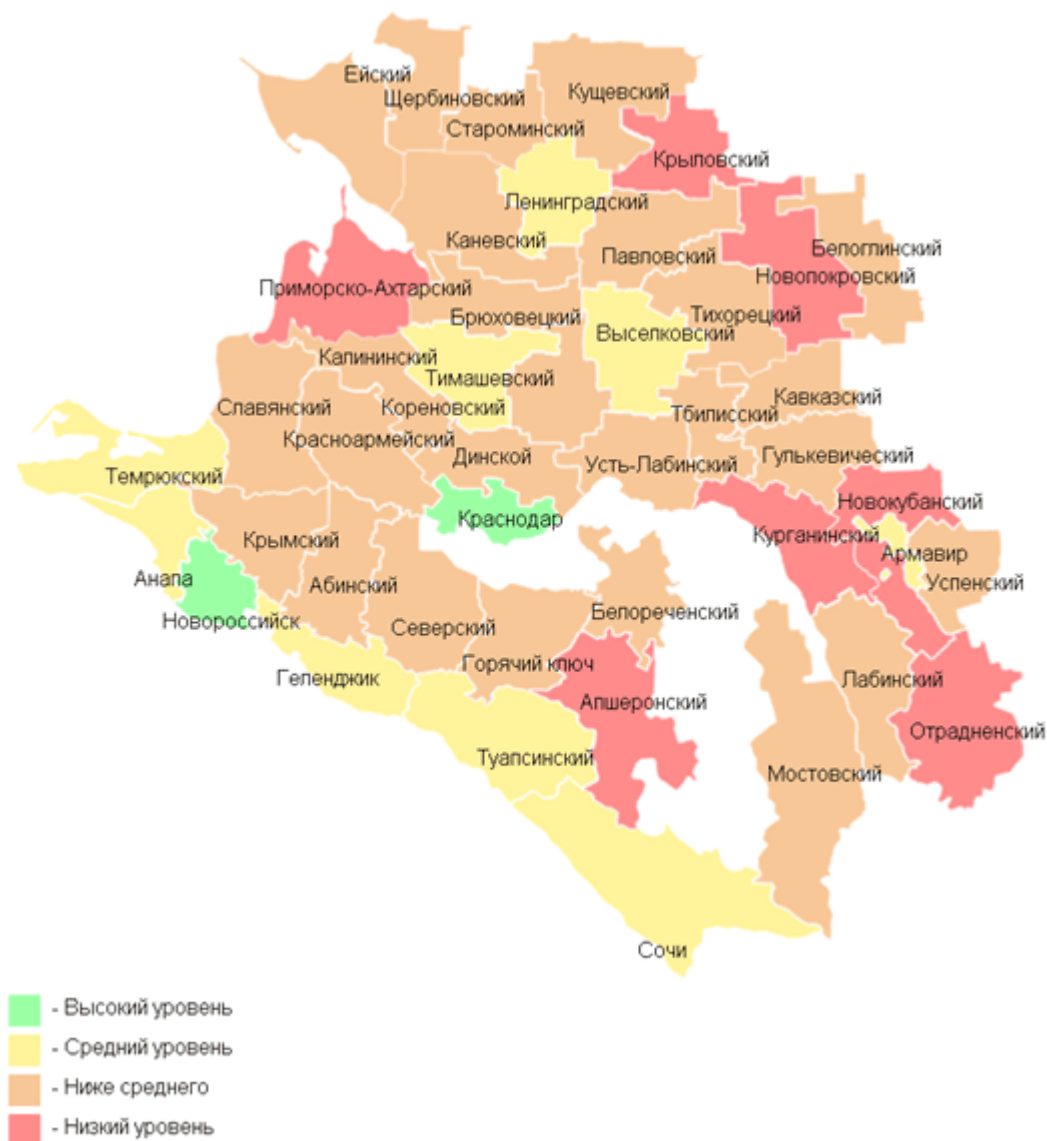 Ейский
Щербиновский
Кущевский
Староминский
Крыловский
Ленинградский
Каневский
Павловский
Белоглинский
Новопокровский
Приморско-Ахтарский
Брюховецкий
Тихорецкий
Выселковский
Калининский
Тимашевский
Славянский
Кореновский
Кавказский
Тбилисский
Красноармейский
Динской
Усть-Лабинский
Гулькевический
Темрюкский
Новокубанский
Краснодар
Курганинский
Крымский
Армавир
Анапа
Абинский
Успенский
Новороссийск
Северский
Белореченский
Геленджик
Горячий ключ
Лабинский
Апшеронский
Отрадненский
Туапсинский
Мостовский
Сочи
- Высокий уровень
- Средний уровень
- Ниже среднего
- Низкий уровень